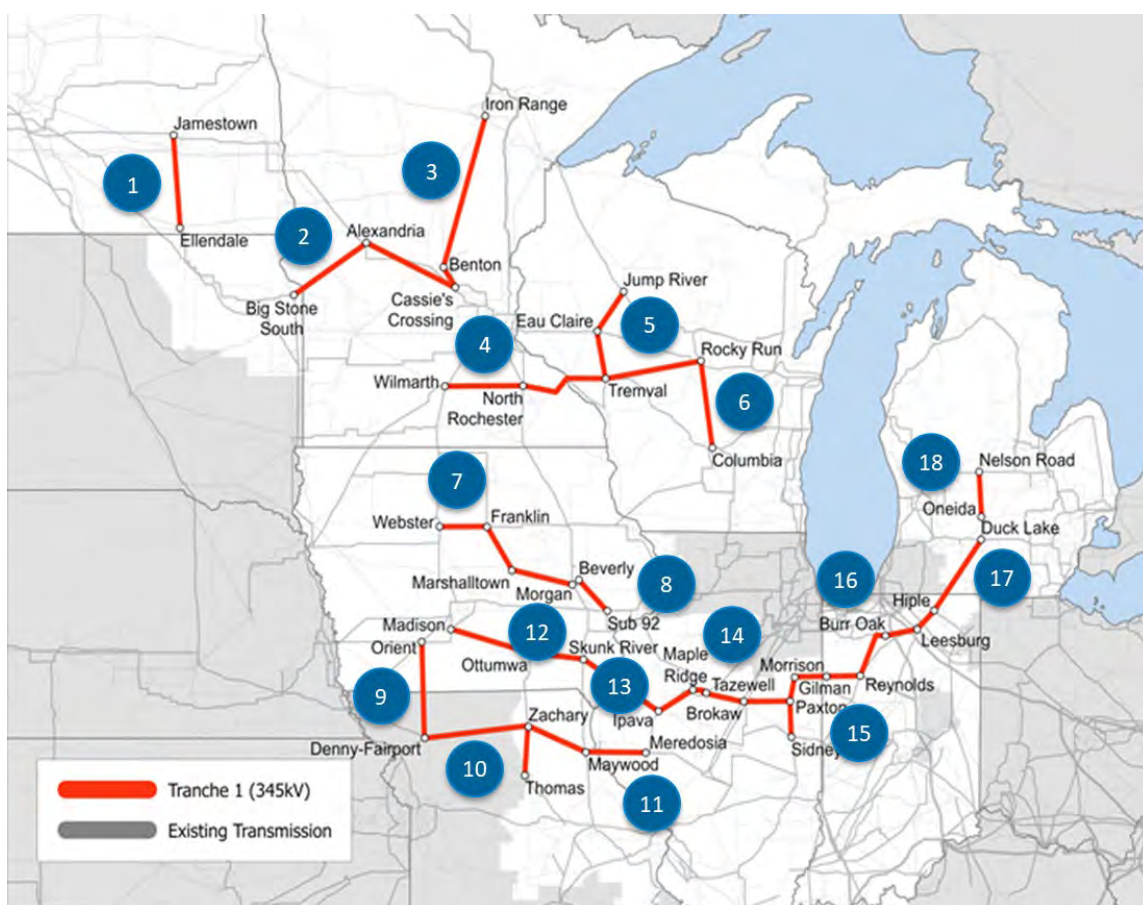 Iron Range
Jamestown
3
1
2
Alexandria
Ellendale
Benton
Jump River
Big Stone
South
Cassie's
Crossing
Eau Claire
5
4
Rocky Run
Wilmarth
North
Rochester
Tremval
6
Columbia
18
Nelson Road
7
Oneida
Webster
Franklin
Duck Lake
Marshalltown
Beverly
Morgan
8
16
17
Sub 92
Hiple
Madison
12
14
Burr Oak
Leesburg
Orient
Ottumwa
Skunk River
Maple
Ridge
Morrison
9
13
Tazewell
Gilman
Reynolds
Ipava
Brokaw
Paxton
Zachary
15
Denny-Fairport
Meredosia
Sidney
10
Maywood
Thomas
11
Tranche 1 (345kV)
Existing Transmission